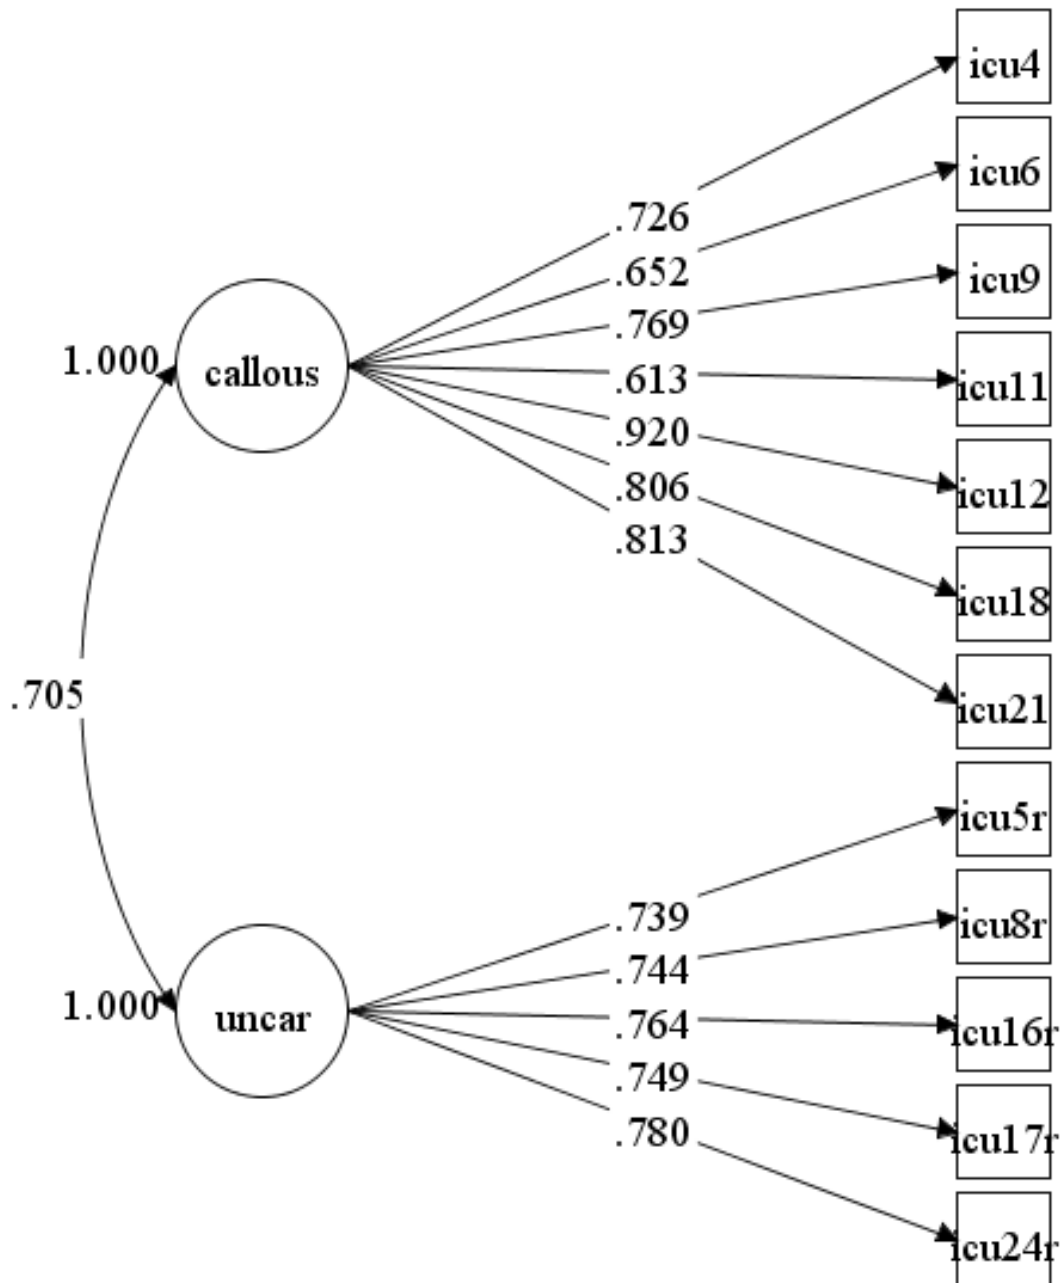 icu4
icu6
.726
.652
icu9
.769
1.000
callous
.613
icu11
.920
.806
icu12
.813
icu18
.705
icu21
icu5r
.739
icu8r
.744
1.000
uncar
.764
icu16r
.749
.780
icu17r
icu24r